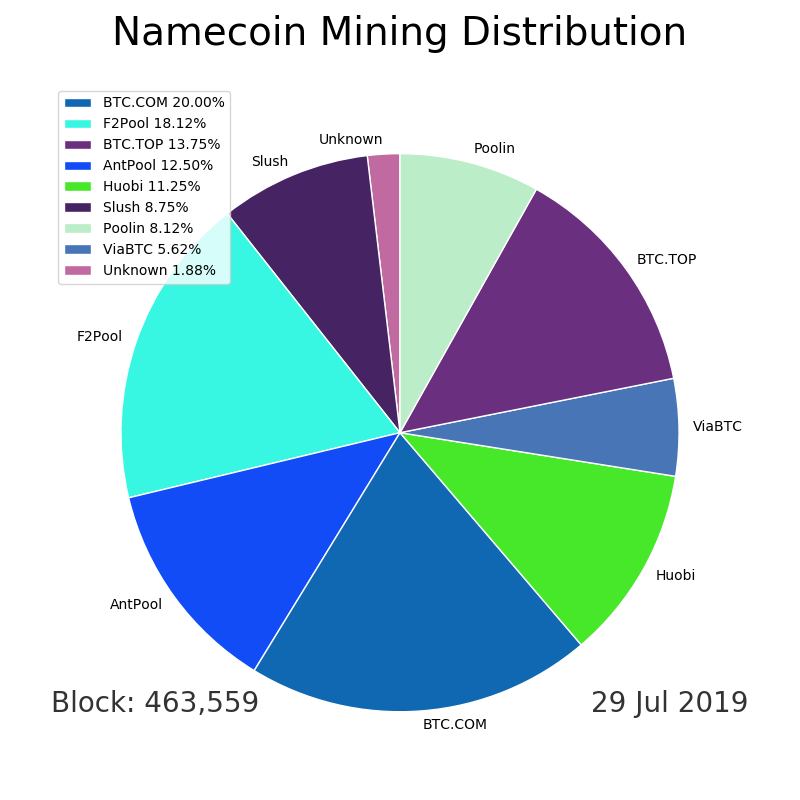 Namecoin Mining Distribution
BTC.COM 20.00%
F2Pool 18.12%
BTC.TOP 13.75%
AntPool 12.50%
Huobi 11.25%
Slush 8.75%
Poolin 8.12%
ViaBTC 5.62%
Unknown 1.88%
Unknown
Poolin
Slush
BTC.TOP
F2Pool
ViaBTC
Huobi
AntPool
BTC.COM
Block: 463,559
29 Jul 2019